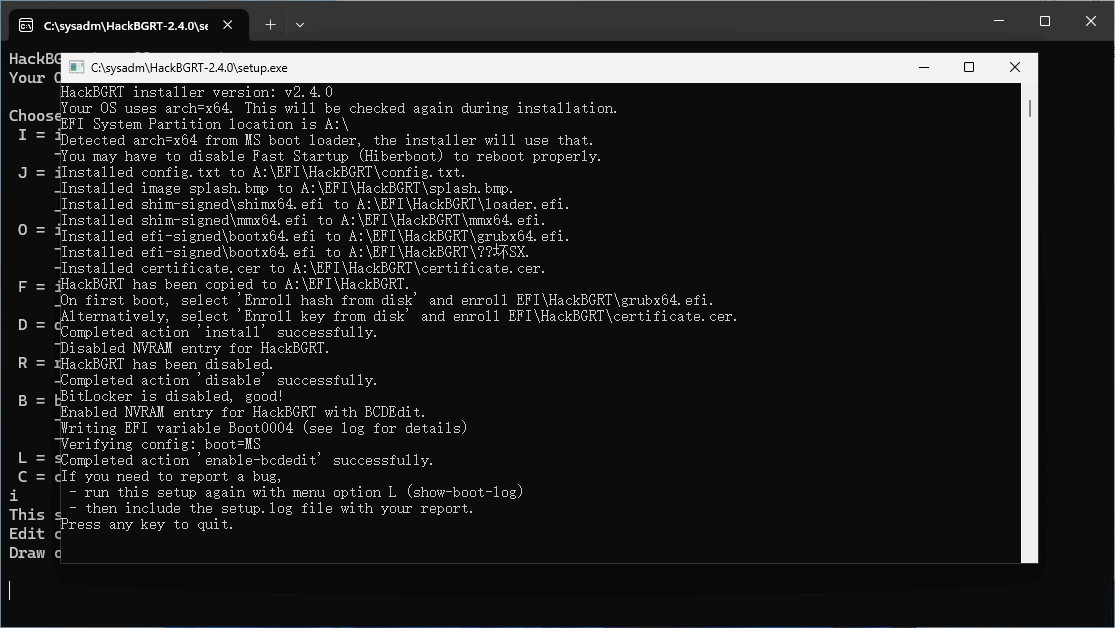 C:\sysadm\HackBGRT-2.4.0\se
HackBG
Your O
Choose
I = i
J = i
O = i
F = i
D = d
R = r
B = b
L = s
C = c
i
This s
Edit c
Draw o
C:\sysadm\HackBGRT-2.4.0\setup.exe
HackBGRT installer version: v2.4.0
Your OS uses arch=x64. This will be checked again during installation.
EFI System Partition location is A:\
Detected arch=x64 from MS boot loader, the installer will use that.
You may have to disable Fast Startup (Hiberboot) to reboot properly.
Installed config.txt to A:\EFI\HackBGRT\config.txt.
Installed image splash.bmp to A:\EFI\HackBGRT\splash.bmp.
Installed shim-signed\shimx64.efi to A:\EFI\HackBGRT\loader.efi.
Installed shim-signed\mmx64.efi to A:\EFI\HackBGRT\mmx64.efi.
Installed efi-signed\bootx64.efi to A:\EFI\HackBGRT\grubx64.efi.
Installed efi-signed\bootx64.efi to A:\EFI\HackBGRT\??坏SX.
Installed certificate.cer to A:\EFI\HackBGRT\certificate.cer.
HackBGRT has been copied to A:\EFI\HackBGRT.
On first boot, select 'Enroll hash from disk' and enroll EFI\HackBGRT\grubx64.efi.
Alternatively, select 'Enroll key from disk' and enroll EFI\HackBGRT\certificate.cer.
Completed action 'install' successfully.
Disabled NVRAM entry for HackBGRT.
HackBGRT has been disabled.
Completed action 'disable' successfully.
BitLocker is disabled, good!
Enabled NVRAM entry for HackBGRT with BCDEdit.
Writing EFI variable Boot0004 (see log for details)
Verifying config: boot=MS
Completed action 'enable-bcdedit' successfully.
If you need to report a bug,
- run this setup again with menu option L (show-boot-log)
- then include the setup.log file with your report.
Press any key to quit.